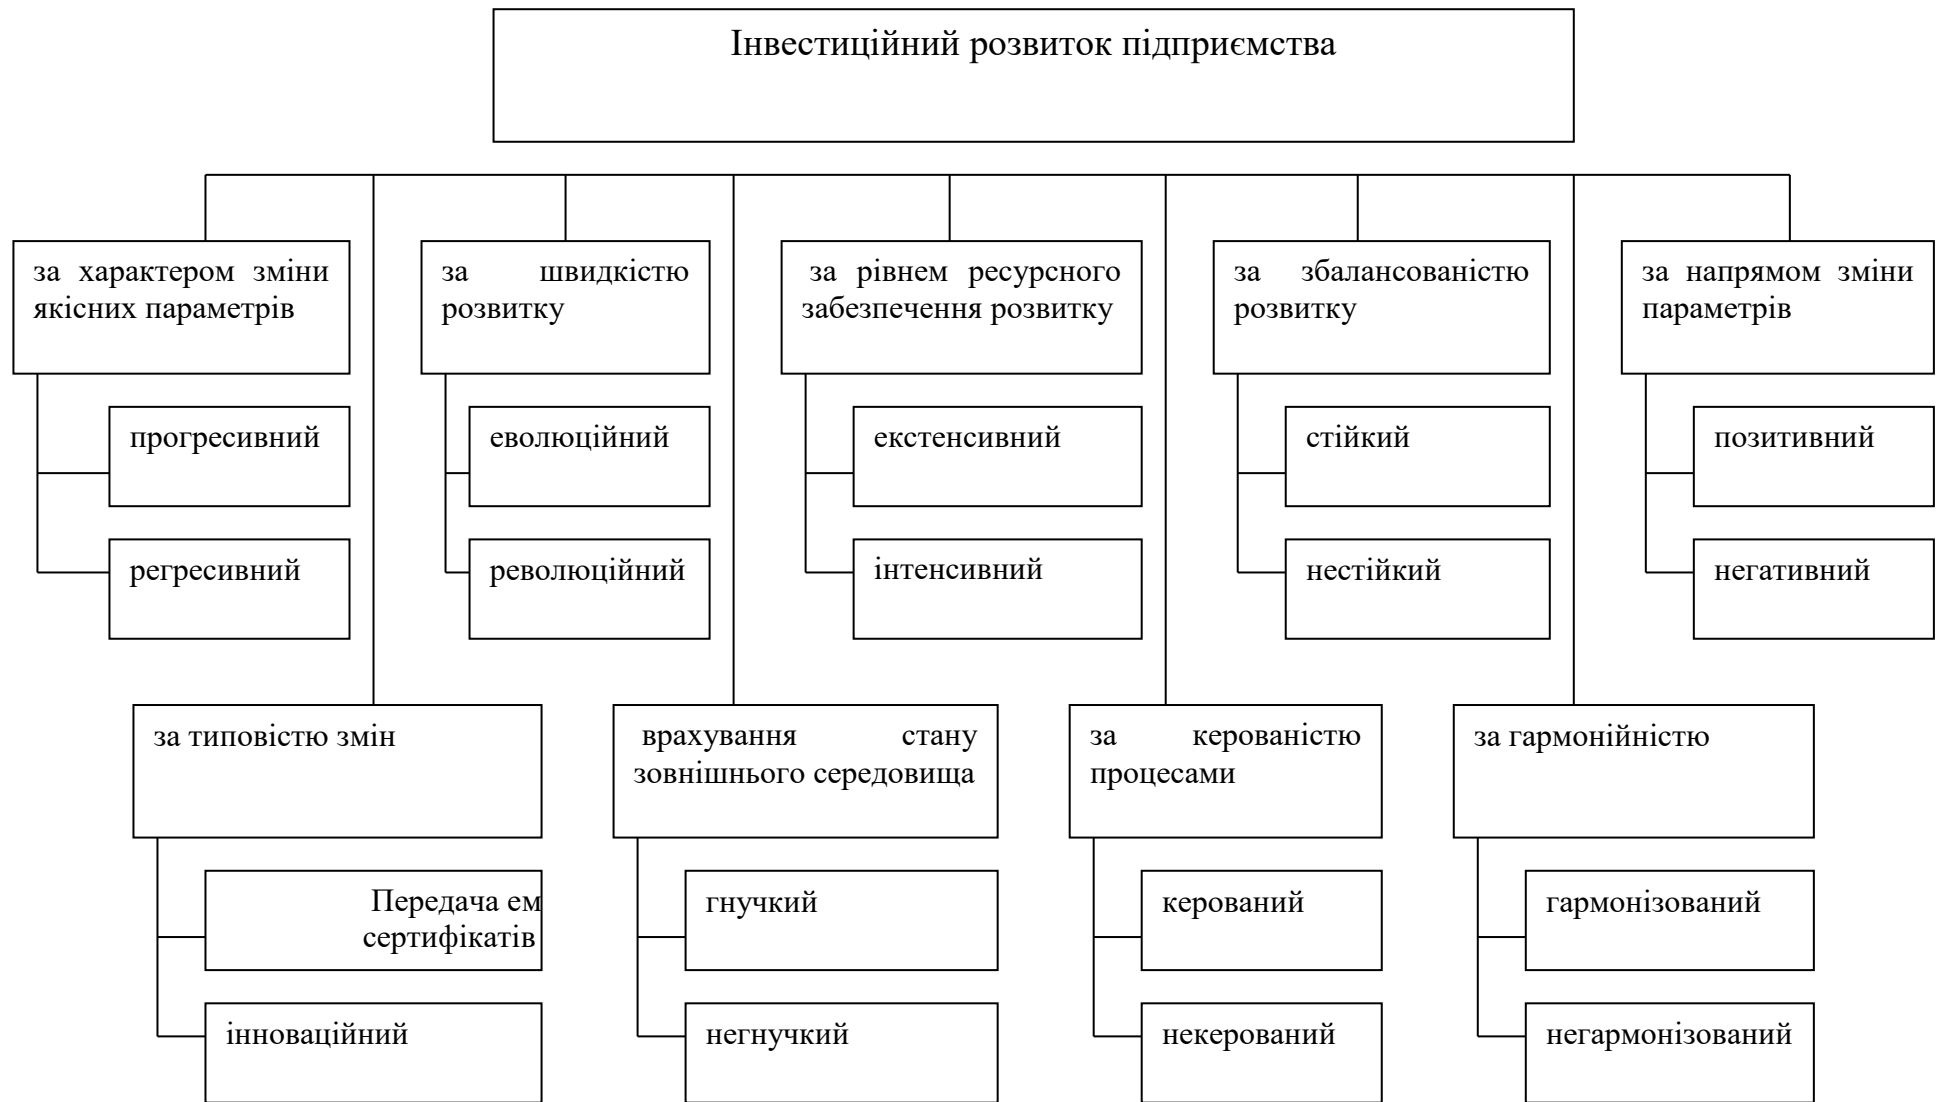 Інвестиційний розвиток підприємства
за характером зміни
якісних параметрів
за швидкістю
розвитку
за рівнем ресурсного
забезпечення розвитку
за збалансованістю
розвитку
за напрямом зміни
параметрів
прогресивний
еволюційний
екстенсивний
стійкий
позитивний
регресивний
революційний
інтенсивний
нестійкий
негативний
за типовістю змін
врахування стану
зовнішнього середовища
за керованістю
процесами
за гармонійністю
Передача ем
сертифікатів
гнучкий
керований
гармонізований
інноваційний
негнучкий
некерований
негармонізований